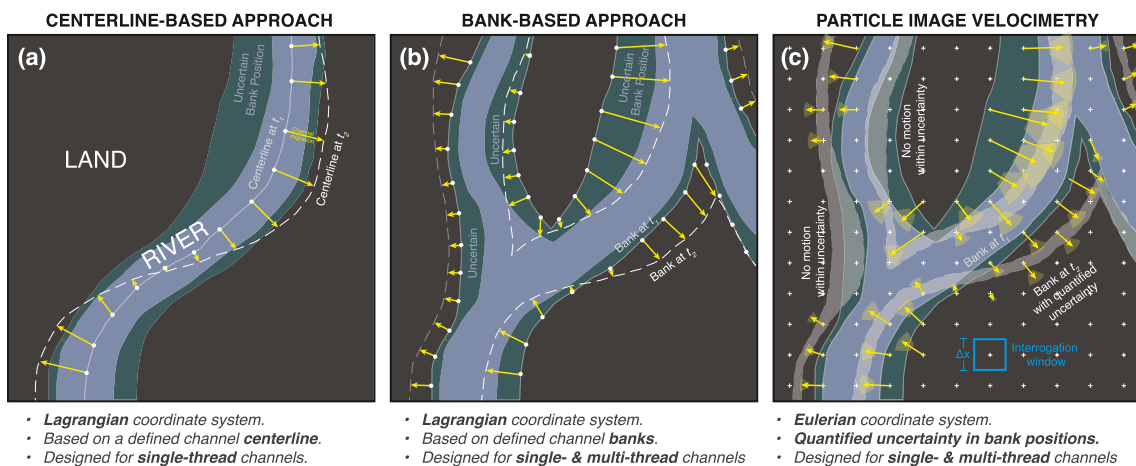 CENTERLINE-BASED APPROACH
(a)
Uncertain
Bank Position
LAND
Centerline at t1
Channel
migration
Centerline at t2
RIVER
• Lagrangian coordinate system.
• Based on a defined channel centerline.
• Designed for single-thread channels.
BANK-BASED APPROACH
(b)
Uncertain
Bank Position
Uncertain
Uncertain
Bank at t1
Bank at t2
• Lagrangian coordinate system.
• Based on defined channel banks.
• Designed for single- & multi-thread channels
PARTICLE IMAGE VELOCIMETRY
(c)
No motion
within uncertainty
No motion
within uncertainty
Bank at t1
Bank at t2
with quantified
uncertainty
Δx
Interrogation
window
• Eulerian coordinate system.
• Quantified uncertainty in bank positions.
• Designed for single- & multi-thread channels